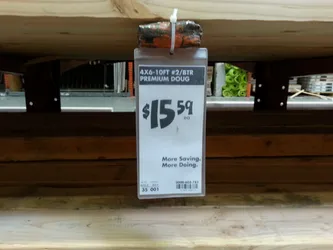 4X6-10FT #2/BTR
PREMIUM DOUG
$15.59
More Saving.
More Doing.